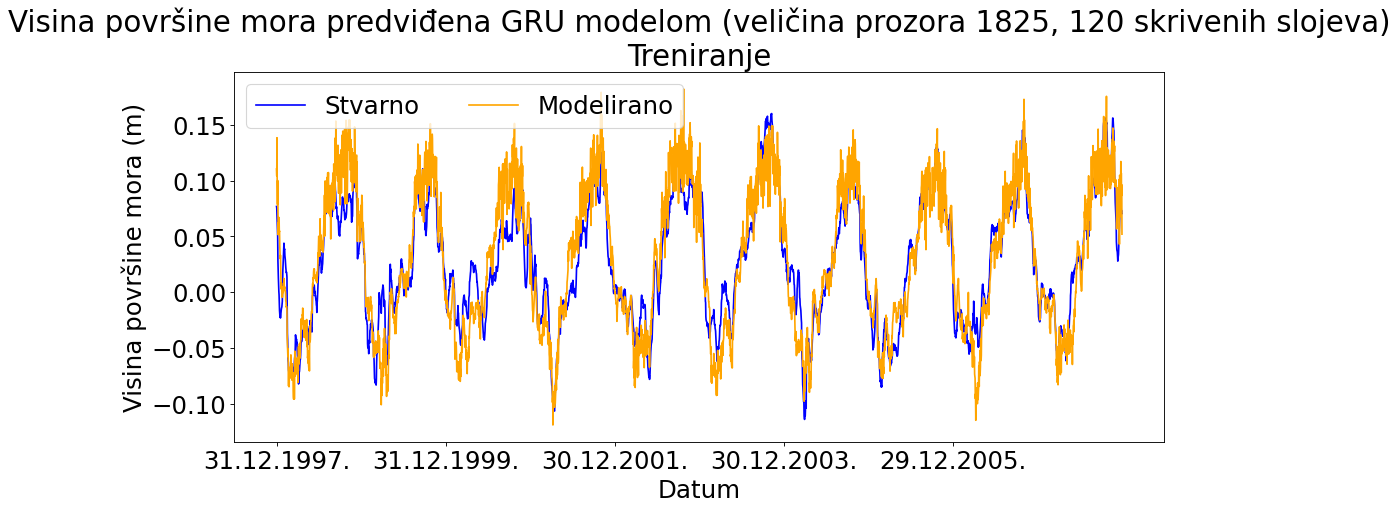 Visina površine mora predviđena GRU modelom (veličina prozora 1825, 120 skrivenih slojeva)
Treniranje
Stvarno Modelirano
Visina površine mora (m)
0.15
0.10
0.05
0.00
−0.05
−0.10
31.12.1997. 31.12.1999. 30.12.2001. 30.12.2003. 29.12.2005.
Datum